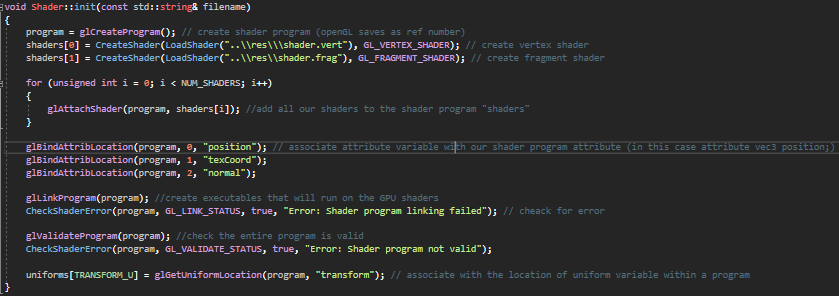 void Shader::init(const std::string& filename)
{
program = glCreateProgram(); // create shader program (openGL saves as ref number)
shaders[0] = CreateShader(LoadShader("..\\res\\\shader.vert"), GL_VERTEX_SHADER); // create vertex shader
shaders[1] = CreateShader(LoadShader("..\\res\\shader.frag"), GL_FRAGMENT_SHADER); // create fragment shader
for (unsigned int i = 0; i < NUM_SHADERS; i++)
{
glAttachShader(program, shaders[i]); //add all our shaders to the shader program "shaders"
}
glBindAttribLocation(program, 0, "position"); // associate attribute variable with our shader program attribute (in this case attribute vec3 position;)
glBindAttribLocation(program, 1, "texCoord");
glBindAttribLocation(program, 2, "normal");
glLinkProgram(program); //create executables that will run on the GPU shaders
CheckShaderError(program, GL_LINK_STATUS, true, "Error: Shader program linking failed"); // cheack for error
glValidateProgram(program); //check the entire program is valid
CheckShaderError(program, GL_VALIDATE_STATUS, true, "Error: Shader program not valid");
uniforms[TRANSFORM_U] = glGetUniformLocation(program, "transform"); // associate with the location of uniform variable within a program
}